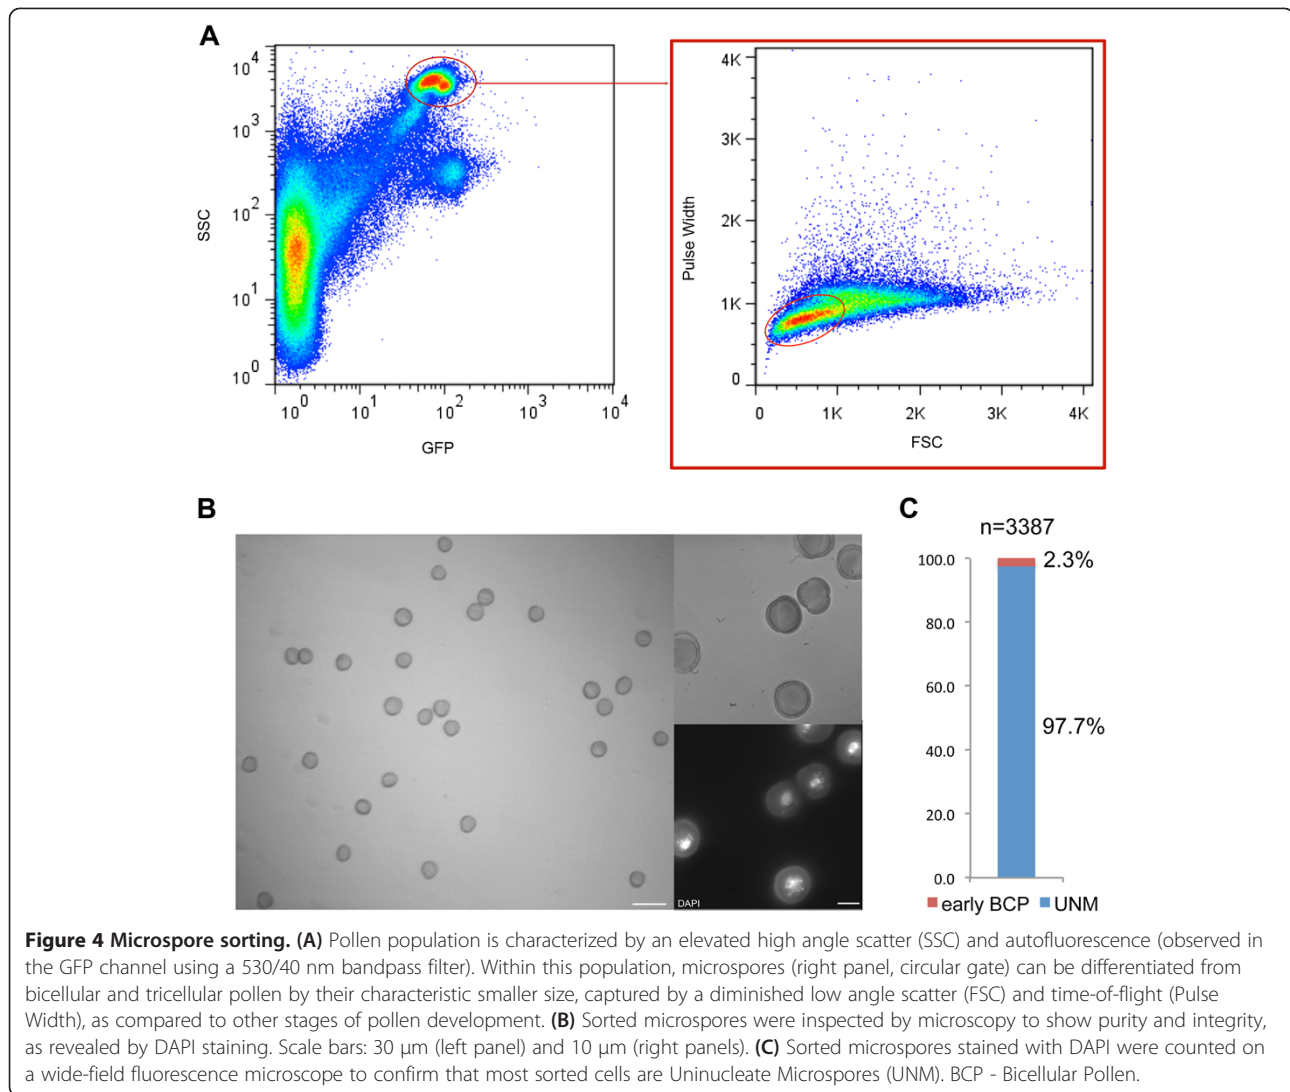 A
10^4
10^3
10^2
10^1
10^0
SSC
10^0 10^1 10^2 10^3 10^4
GFP
4K
3K
2K
1K
0
Pulse Width
0 1K 2K 3K 4K
FSC
B
DAPI
C
n=3387
100.0
80.0
60.0
40.0
20.0
0.0
2.3%
97.7%
early BCP UNM
Figure 4 Microspore sorting. (A) Pollen population is characterized by an elevated high angle scatter (SSC) and autofluorescence (observed in
the GFP channel using a 530/40 nm bandpass filter). Within this population, microspores (right panel, circular gate) can be differentiated from
bicellular and tricellular pollen by their characteristic smaller size, captured by a diminished low angle scatter (FSC) and time-of-flight (Pulse
Width), as compared to other stages of pollen development. (B) Sorted microspores were inspected by microscopy to show purity and integrity,
as revealed by DAPI staining. Scale bars: 30 μm (left panel) and 10 μm (right panels). (C) Sorted microspores stained with DAPI were counted on
a wide-field fluorescence microscope to confirm that most sorted cells are Uninucleate Microspores (UNM). BCP - Bicellular Pollen.